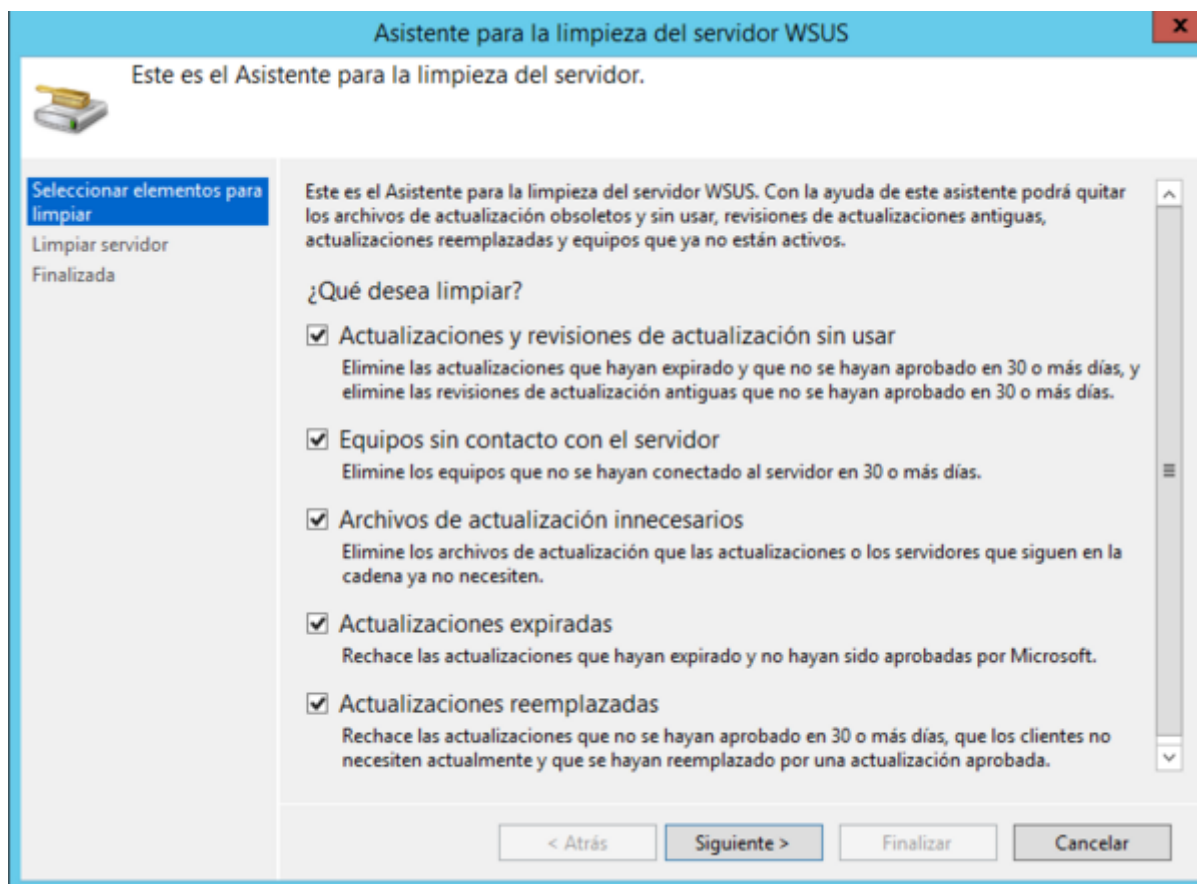 Asistente para la limpieza del servidor WSUS
x
Este es el Asistente para la limpieza del servidor.
Seleccionar elementos para
limpiar
Limpiar servidor
Finalizada
Este es el Asistente para la limpieza del servidor WSUS. Con la ayuda de este asistente podrá quitar
los archivos de actualización obsoletos y sin usar, revisiones de actualizaciones antiguas,
actualizaciones reemplazadas y equipos que ya no están activos.
¿Qué desea limpiar?
Actualizaciones y revisiones de actualización sin usar
Elimine las actualizaciones que hayan expirado y que no se hayan aprobado en 30 o más días, y
elimine las revisiones de actualización antiguas que no se hayan aprobado en 30 o más días.
Equipos sin contacto con el servidor
Elimine los equipos que no se hayan conectado al servidor en 30 o más días.
Archivos de actualización innecesarios
Elimine los archivos de actualización que las actualizaciones o los servidores que siguen en la
cadena ya no necesiten.
Actualizaciones expiradas
Rechace las actualizaciones que hayan expirado y no hayan sido aprobadas por Microsoft.
Actualizaciones reemplazadas
Rechace las actualizaciones que no se hayan aprobado en 30 o más días, que los clientes no
necesiten actualmente y que se hayan reemplazado por una actualización aprobada.
< Atrás
Siguiente >
Finalizar
Cancelar